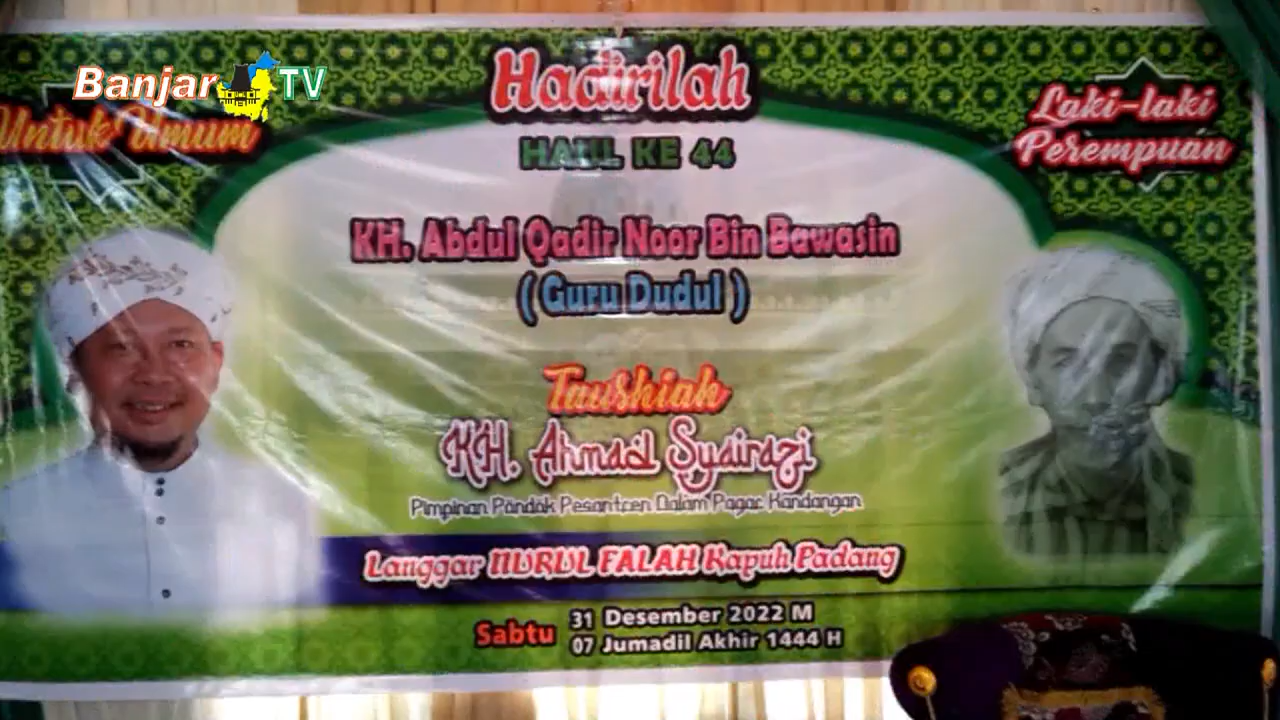 Banjar TV
Untuk Umum
Hadirilah
Laki-laki
Perempuan
HAUL KE 44
KH. Abdul Qadir Noor Bin Bawasin
( Guru Dudul )
Taushiah
KH. Ahmad Syairazi
Pimpinan Pondok Pesantren Dalam Pagar Kandangan
Langgar NURUL FALAH Kapuh Padang
Sabtu
31 Desember 2022 M
07 Jumadil Akhir 1444 H